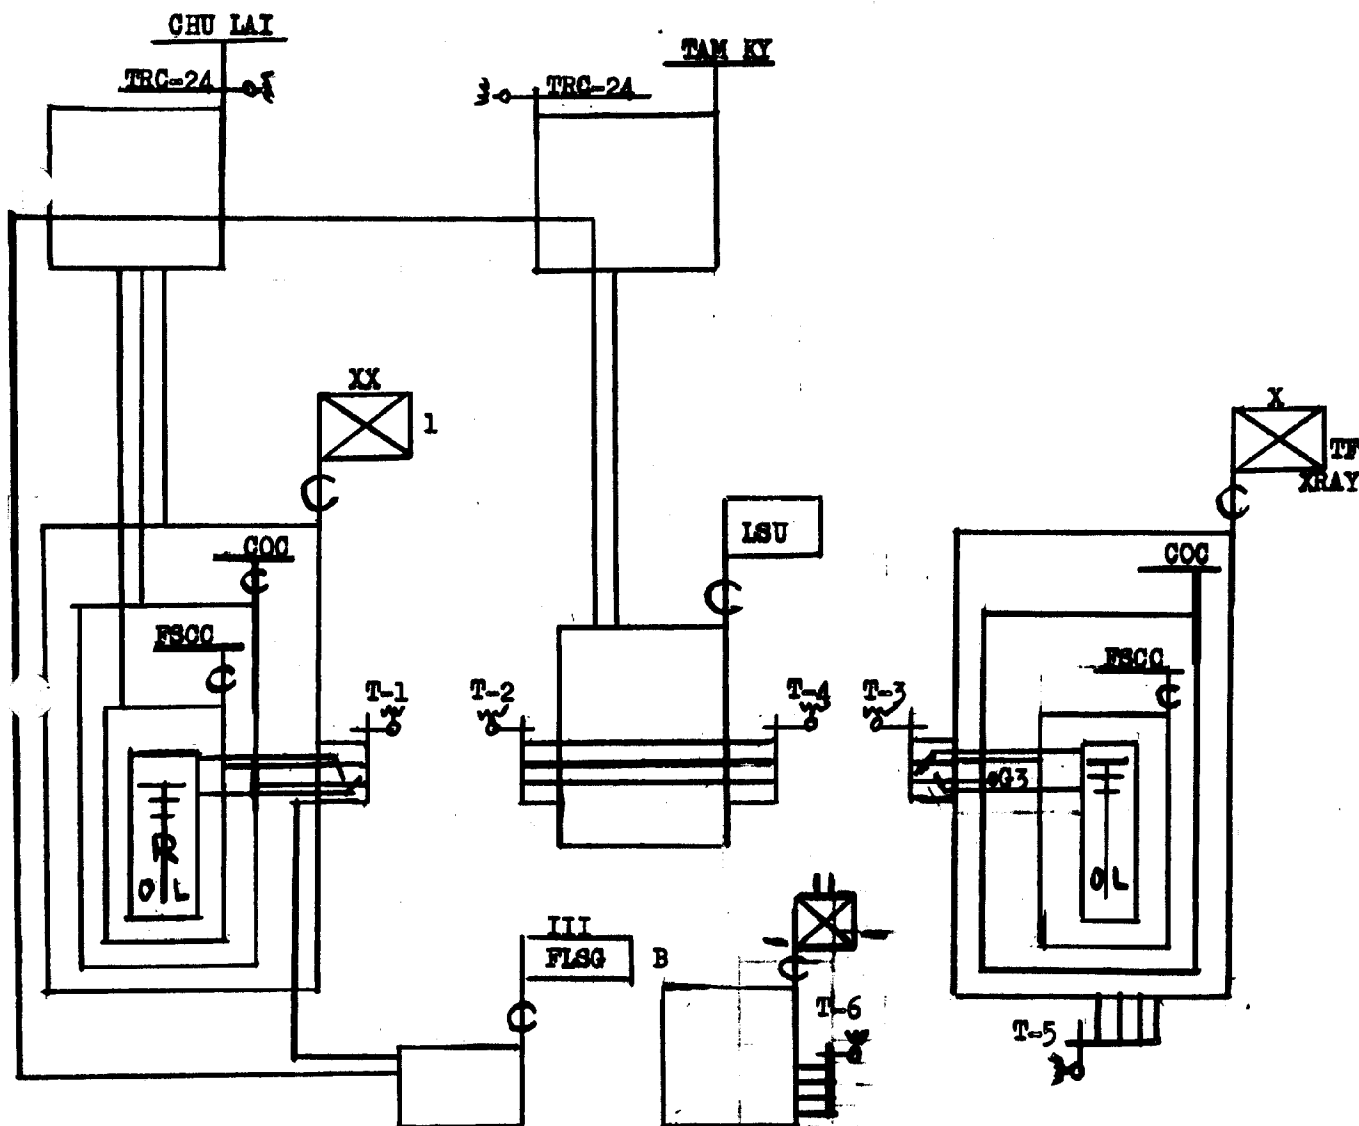 CHU LAI
TAM KY
TRC-24
TRC-24
XX
1
X
TF
XRAY
LSU
COC
COC
FSCC
FSCC
T-1
T-2
T-4
T-3
G3
R
O L
O L
III
FLSG
B
II
T-6
T-5